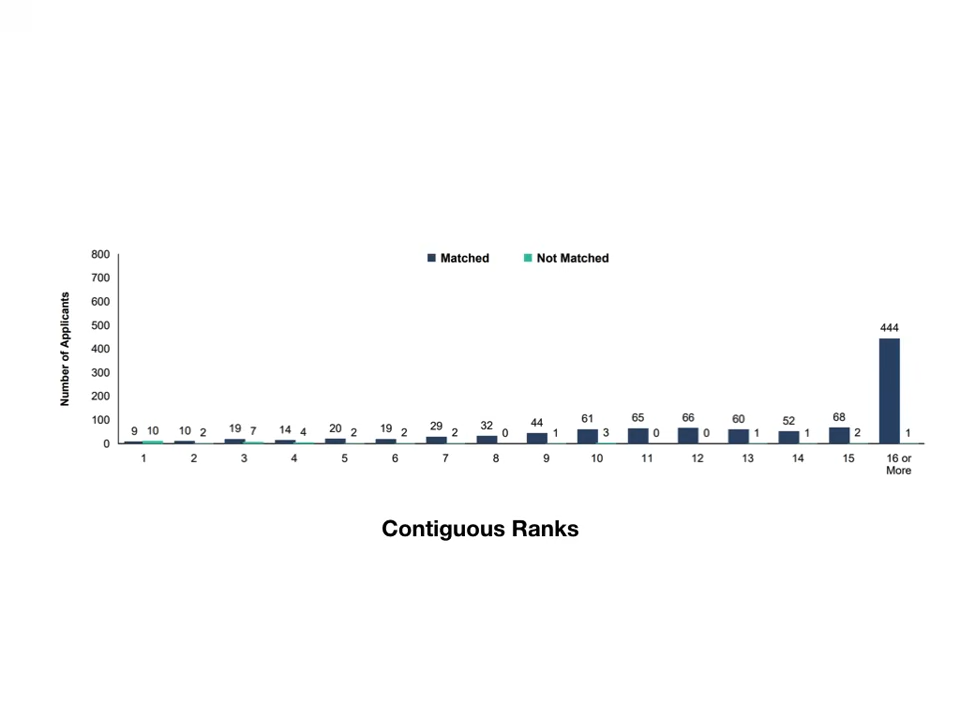 800
Matched
Not Matched
700
600
500
400
300
200
100
0
Number of Applicants
444
9 10 10 2 19 7 14 4 20 2 19 2 29 2 32 0 44 1 61 3 65 0 66 0 60 1 52 1 68 2 1
1 2 3 4 5 6 7 8 9 10 11 12 13 14 15 16 or
More
Contiguous Ranks